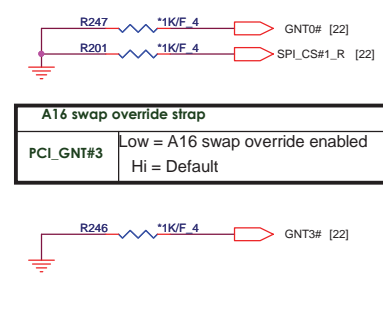 R247 *1K/F_4 GNT0# [22]
R201 *1K/F_4 SPI_CS#1_R [22]
A16 swap override strap
PCI_GNT#3 Low = A16 swap override enabled
Hi = Default
R246 *1K/F_4 GNT3# [22]